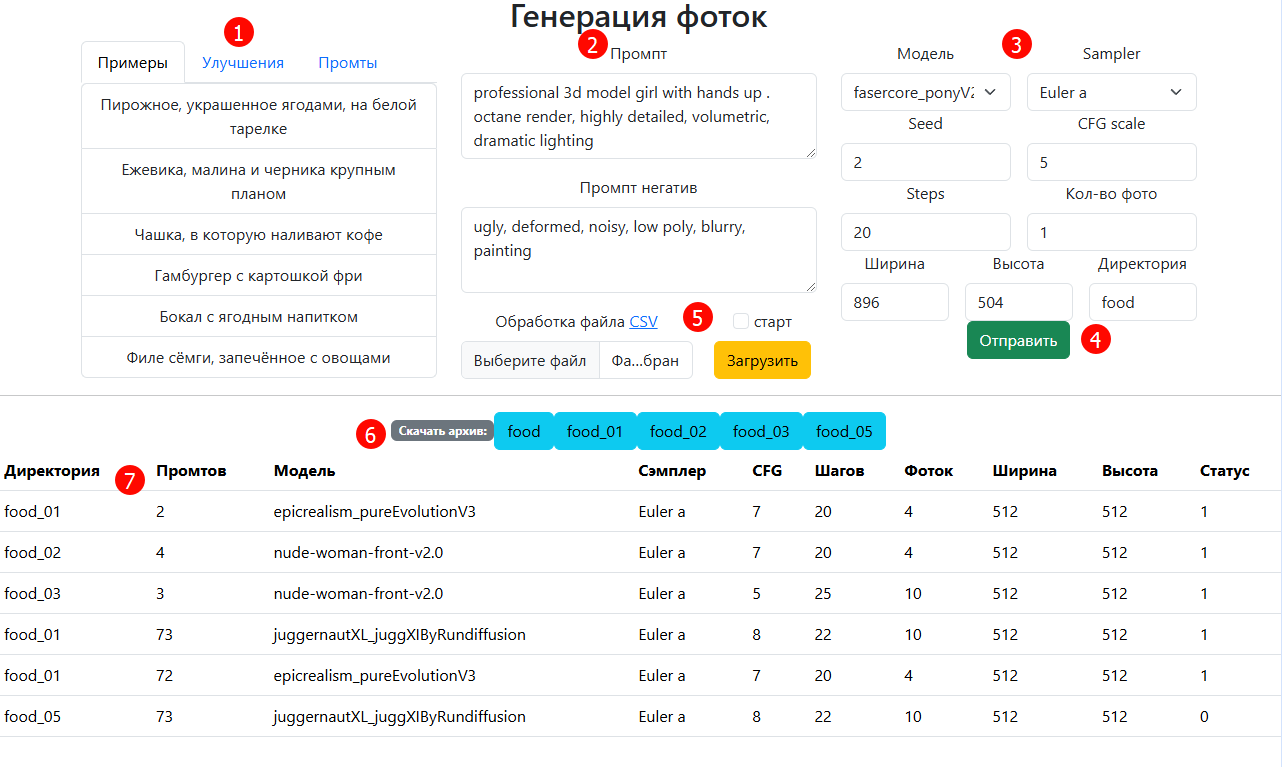 Генерация фоток
1
Примеры Улучшения Промты
Пирожное, украшенное ягодами, на белой
тарелке
Ежевика, малина и черника крупным
планом
Чашка, в которую наливают кофе
Гамбургер с картошкой фри
Бокал с ягодным напитком
Филе сёмги, запечённое с овощами
2
Промпт
professional 3d model girl with hands up .
octane render, highly detailed, volumetric,
dramatic lighting
Промпт негатив
ugly, deformed, noisy, low poly, blurry,
painting
Обработка файла CSV 5 старт
Выберите файл Фа...бран Загрузить
Модель 3 Sampler
fasercore_ponyV2 Euler a
Seed CFG scale
2 5
Steps Кол-во фото
20 1
Ширина Высота Директория
896 504 food
Отправить 4
6 Скачать архив: food food_01 food_02 food_03 food_05
Директория 7 Промтов Модель Сэмплер CFG Шагов Фоток Ширина Высота Статус
food_01 2 epicrealism_pureEvolutionV3 Euler a 7 20 4 512 512 1
food_02 4 nude-woman-front-v2.0 Euler a 7 20 4 512 512 1
food_03 3 nude-woman-front-v2.0 Euler a 5 25 10 512 512 1
food_01 73 juggernautXL_juggXIByRundiffusion Euler a 8 22 10 512 512 1
food_01 72 epicrealism_pureEvolutionV3 Euler a 7 20 4 512 512 1
food_05 73 juggernautXL_juggXIByRundiffusion Euler a 8 22 10 512 512 0